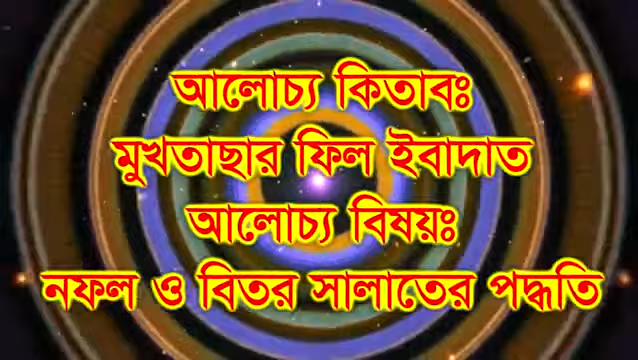 আলোচ্য কিতাবঃ
মুখতাছার ফিল ইবাদাত
আলোচ্য বিষয়ঃ
নফল ও বিতর সালাতের পদ্ধতি